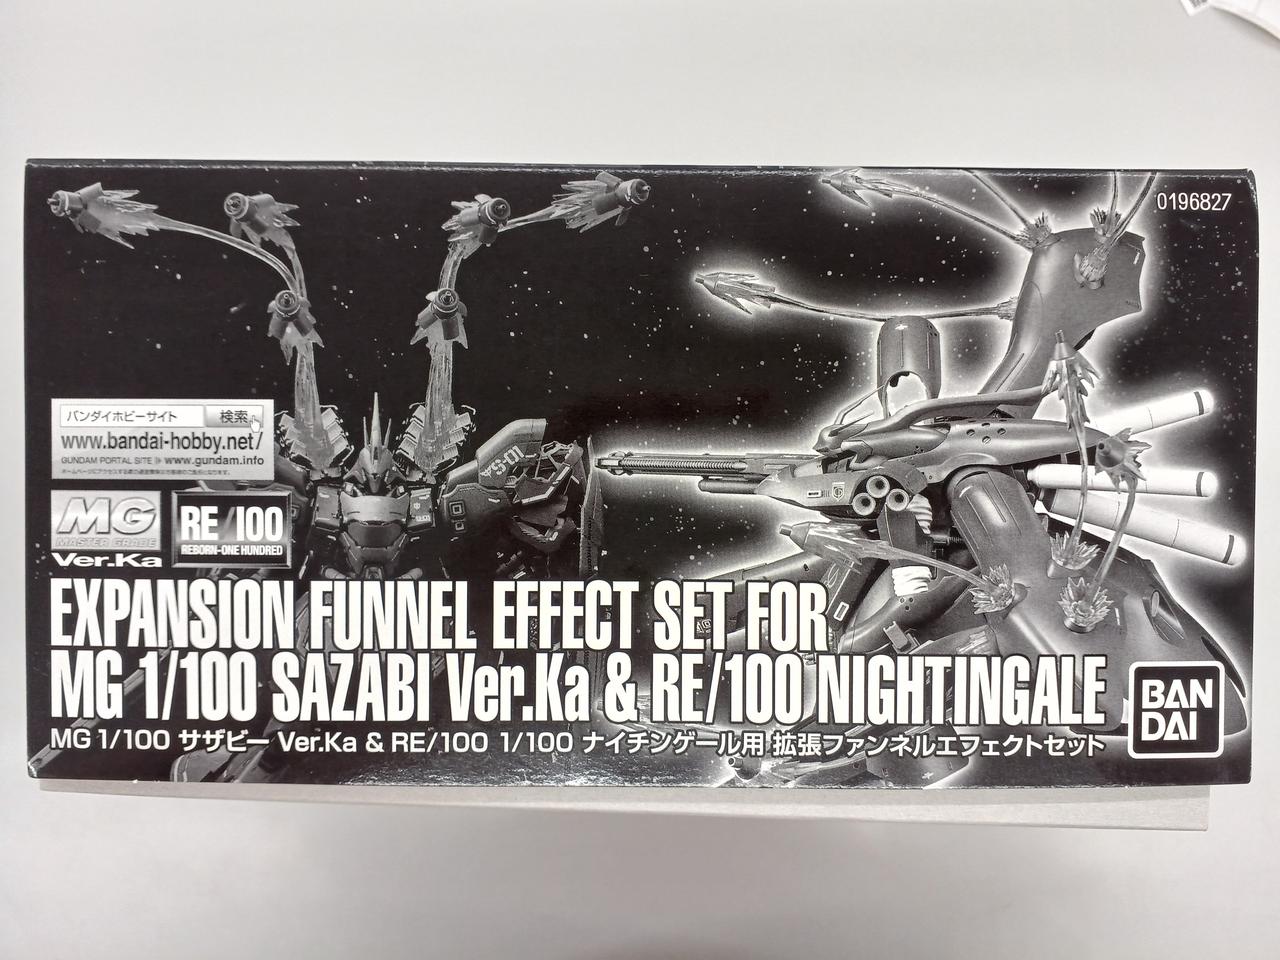 0196827
バンダイホビーサイト 検索
www.bandai-hobby.net/
GUNDAM PORTAL SITE www.gundam.info
MG
MASTER GRADE
Ver.Ka
RE/100
REBORN-ONE HUNDRED
EXPANSION FUNNEL EFFECT SET FOR
MG 1/100 SAZABI Ver.Ka & RE/100 NIGHTINGALE
MG 1/100 サザビー Ver.Ka & RE/100 1/100 ナイチンゲール用 拡張ファンネルエフェクトセット
BAN
DAI